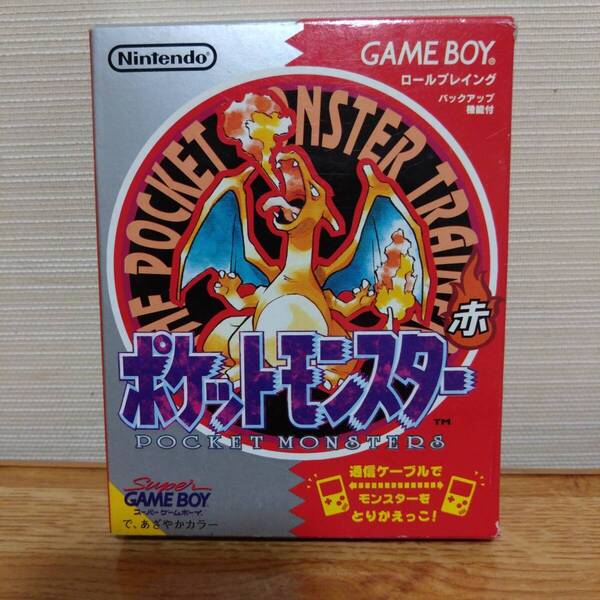 Nintendo
GAME BOY®
ロールプレイング
バックアップ
機能付
THE POCKET MONSTER TRAINER
赤
ポケットモンスター
TM
POCKET MONSTERS
通信ケーブルで
モンスターを
とりかえっこ!
Super
GAME BOY
スーパーゲームボーイ
で、あざやかカラー